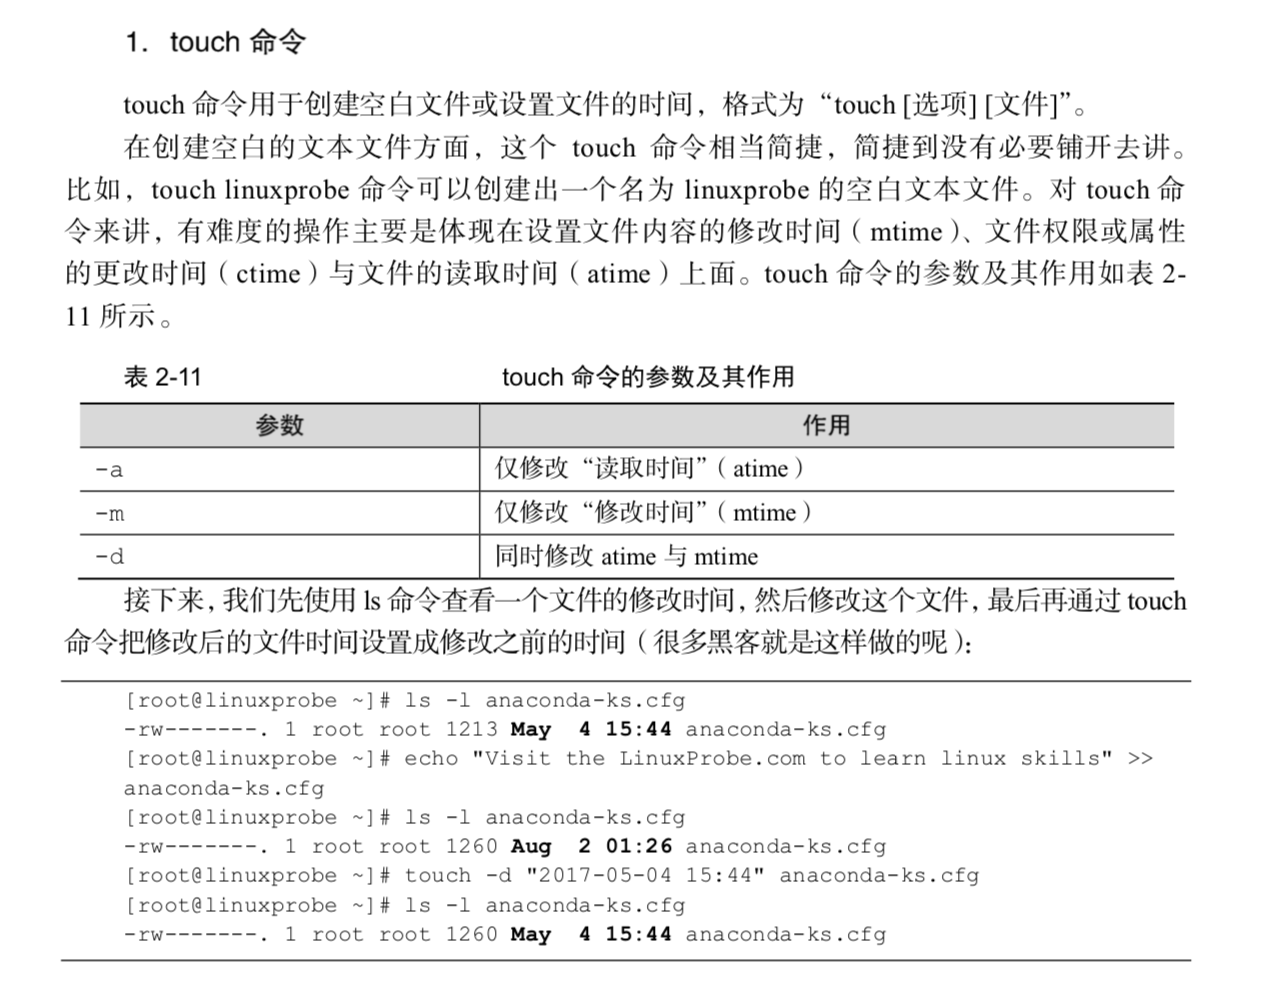 1. touch 命令
touch 命令用于创建空白文件或设置文件的时间，格式为“touch [选项] [文件]”。
在创建空白的文本文件方面，这个 touch 命令相当简捷，简捷到没有必要铺开去讲。
比如，touch linuxprobe 命令可以创建出一个名为 linuxprobe 的空白文本文件。对 touch 命
令来讲，有难度的操作主要是体现在设置文件内容的修改时间（mtime）、文件权限或属性
的更改时间（ctime）与文件的读取时间（atime）上面。touch 命令的参数及其作用如表 2-
11 所示。
表 2-11 touch 命令的参数及其作用
参数 作用
-a 仅修改“读取时间”（atime）
-m 仅修改“修改时间”（mtime）
-d 同时修改 atime 与 mtime
接下来，我们先使用 ls 命令查看一个文件的修改时间，然后修改这个文件，最后再通过 touch
命令把修改后的文件时间设置成修改之前的时间（很多黑客就是这样做的呢）：
[root@linuxprobe ~]# ls -l anaconda-ks.cfg
-rw-------. 1 root root 1213 May  4 15:44 anaconda-ks.cfg
[root@linuxprobe ~]# echo "Visit the LinuxProbe.com to learn linux skills" >>
anaconda-ks.cfg
[root@linuxprobe ~]# ls -l anaconda-ks.cfg
-rw-------. 1 root root 1260 Aug  2 01:26 anaconda-ks.cfg
[root@linuxprobe ~]# touch -d "2017-05-04 15:44" anaconda-ks.cfg
[root@linuxprobe ~]# ls -l anaconda-ks.cfg
-rw-------. 1 root root 1260 May  4 15:44 anaconda-ks.cfg